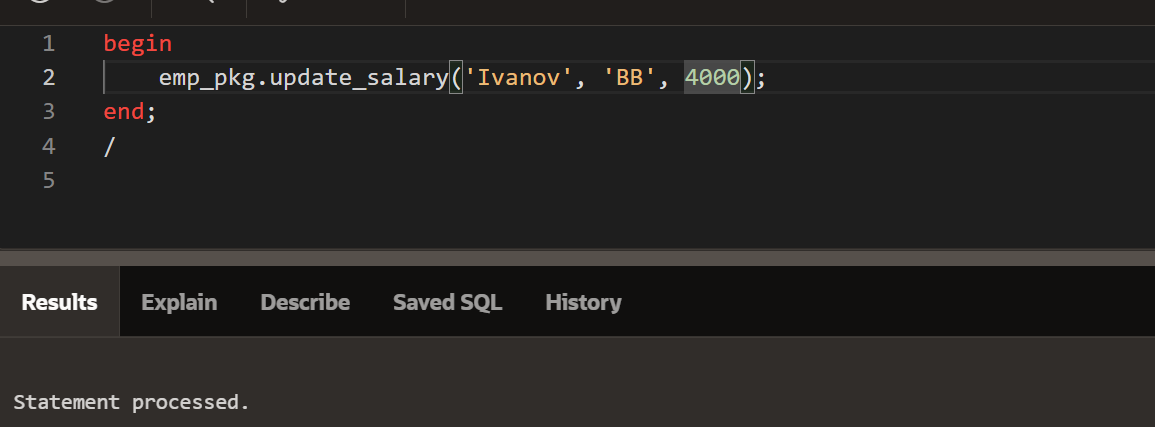 1 begin
2 emp_pkg.update_salary('Ivanov', 'BB', 4000);
3 end;
4 /
5
Results Explain Describe Saved SQL History
Statement processed.